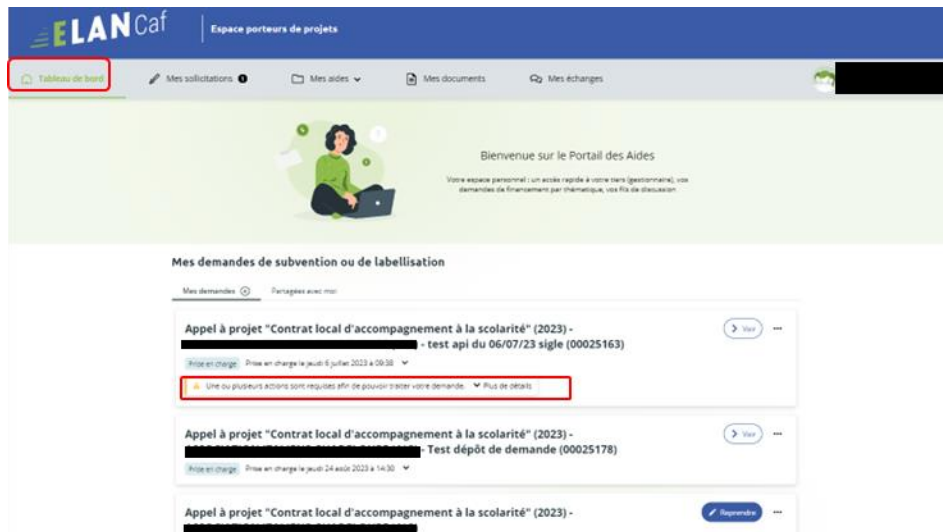 ELAN Caf
Espace porteurs de projets
Tableau de bord
Mes sollicitations
Mes aides
Mes documents
Mes échanges
Bienvenue sur le Portail des Aides
Votre espace personnel : un accès rapide à votre tiers (gestionnaire), vos
demandes de financement par thématique, vos fils de discussion
Mes demandes de subvention ou de labellisation
Mes demandes
Partagées avec moi
Appel à projet "Contrat local d'accompagnement à la scolarité" (2023) -
- test api du 06/07/23 sigle (00025163)
Voir
Prise en charge Prise en charge le jeudi 6 juillet 2023 à 09:38
Une ou plusieurs actions sont requises afin de pouvoir traiter votre demande. Plus de détails
Appel à projet "Contrat local d'accompagnement à la scolarité" (2023) -
- Test dépôt de demande (00025178)
Voir
Prise en charge Prise en charge le jeudi 24 août 2023 à 14:30
Appel à projet "Contrat local d'accompagnement à la scolarité" (2023) -
Reprendre